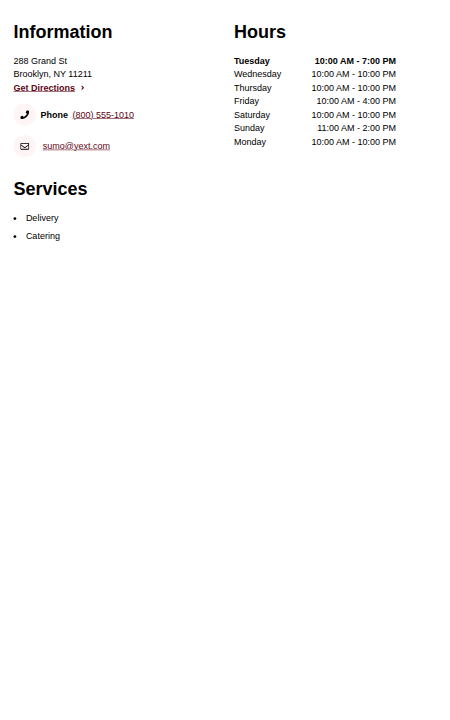 Information
288 Grand St
Brooklyn, NY 11211
Get Directions ›
Phone (800) 555-1010
sumo@yext.com
Services
• Delivery
• Catering
Hours
Tuesday 10:00 AM - 7:00 PM
Wednesday 10:00 AM - 10:00 PM
Thursday 10:00 AM - 10:00 PM
Friday 10:00 AM - 4:00 PM
Saturday 10:00 AM - 10:00 PM
Sunday 11:00 AM - 2:00 PM
Monday 10:00 AM - 10:00 PM